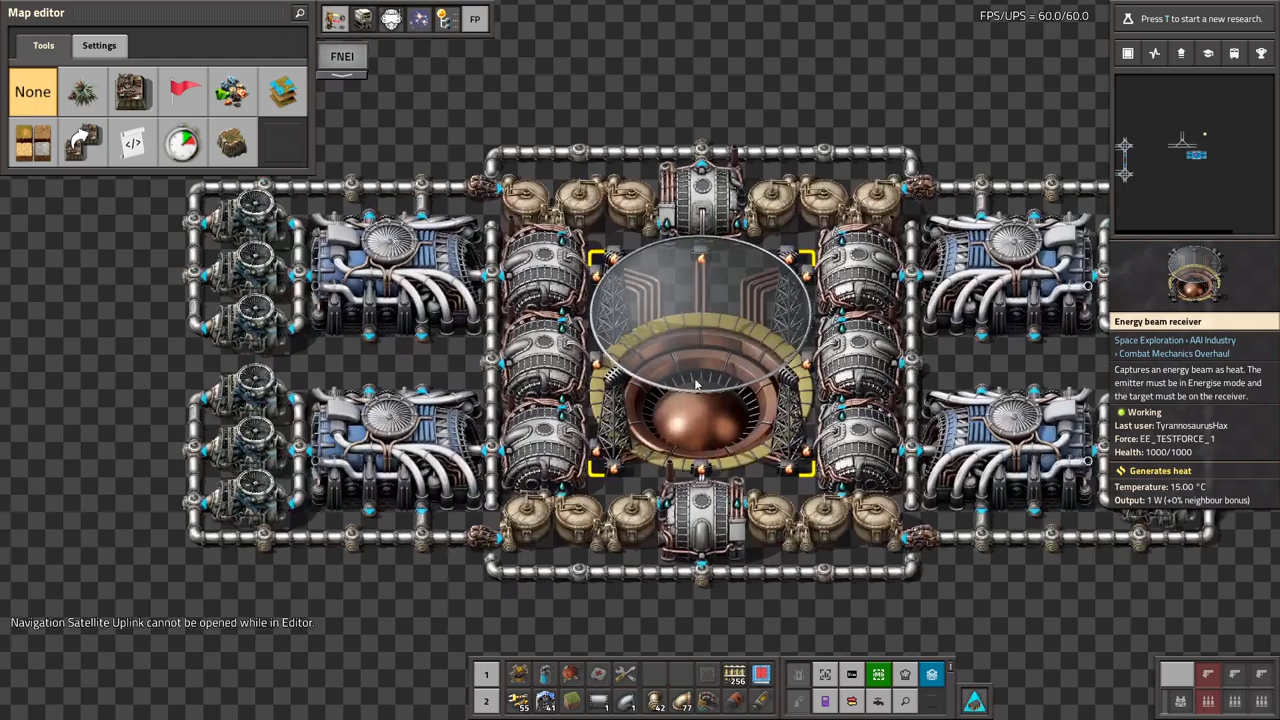 Map editor
FP
FPS/UPS = 60.0/60.0
Press T to start a new research.
Tools
Settings
FNEI
None
Energy beam receiver
Space Exploration › AAI Industry
› Combat Mechanics Overhaul
Captures an energy beam as heat. The
emitter must be in Energise mode and
the target must be on the receiver.
Working
Last user: TyrannosaurusHax
Force: EE_TESTFORCE_1
Health: 1000/1000
Generates heat
Temperature: 15.00 °C
Output: 1 W (+0% neighbour bonus)
Navigation Satellite Uplink cannot be opened while in Editor.
1
256
2
55
41
1
1
42
77